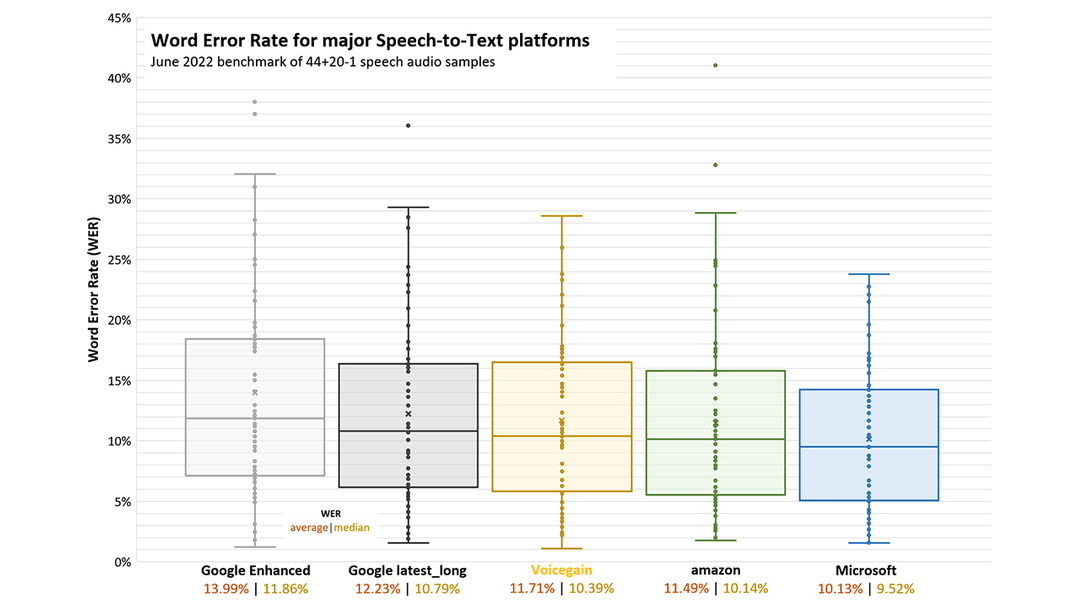 Word Error Rate for major Speech-to-Text platforms
June 2022 benchmark of 44+20-1 speech audio samples
Word Error Rate (WER)
45%
40%
35%
30%
25%
20%
15%
10%
5%
0%
WER
average|median
Google Enhanced
13.99% | 11.86%
Google latest_long
12.23% | 10.79%
Voicegain
11.71% | 10.39%
amazon
11.49% | 10.14%
Microsoft
10.13% | 9.52%